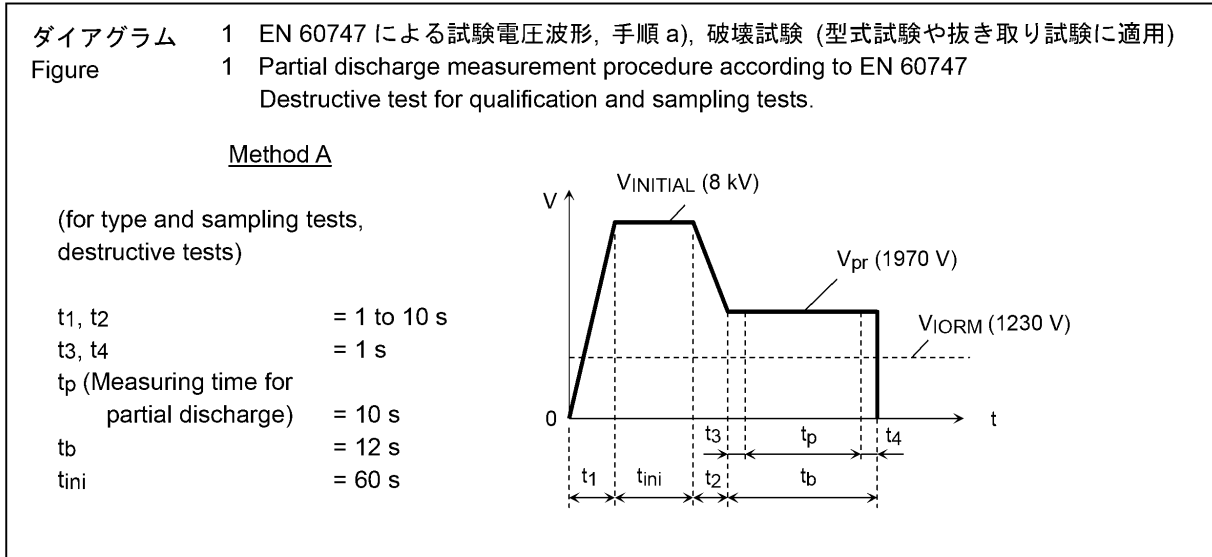 ダイアグラム 1 EN 60747 による試験電圧波形, 手順 a), 破壊試験 (型式試験や抜き取り試験に適用)
Figure 1 Partial discharge measurement procedure according to EN 60747
Destructive test for qualification and sampling tests.
Method A
(for type and sampling tests,
destructive tests)
t1, t2 = 1 to 10 s
t3, t4 = 1 s
tp (Measuring time for
partial discharge) = 10 s
tb = 12 s
tini = 60 s
V
VINITIAL (8 kV)
Vpr (1970 V)
VIORM (1230 V)
0
t
t3 tp t4
t1 tini t2 tb